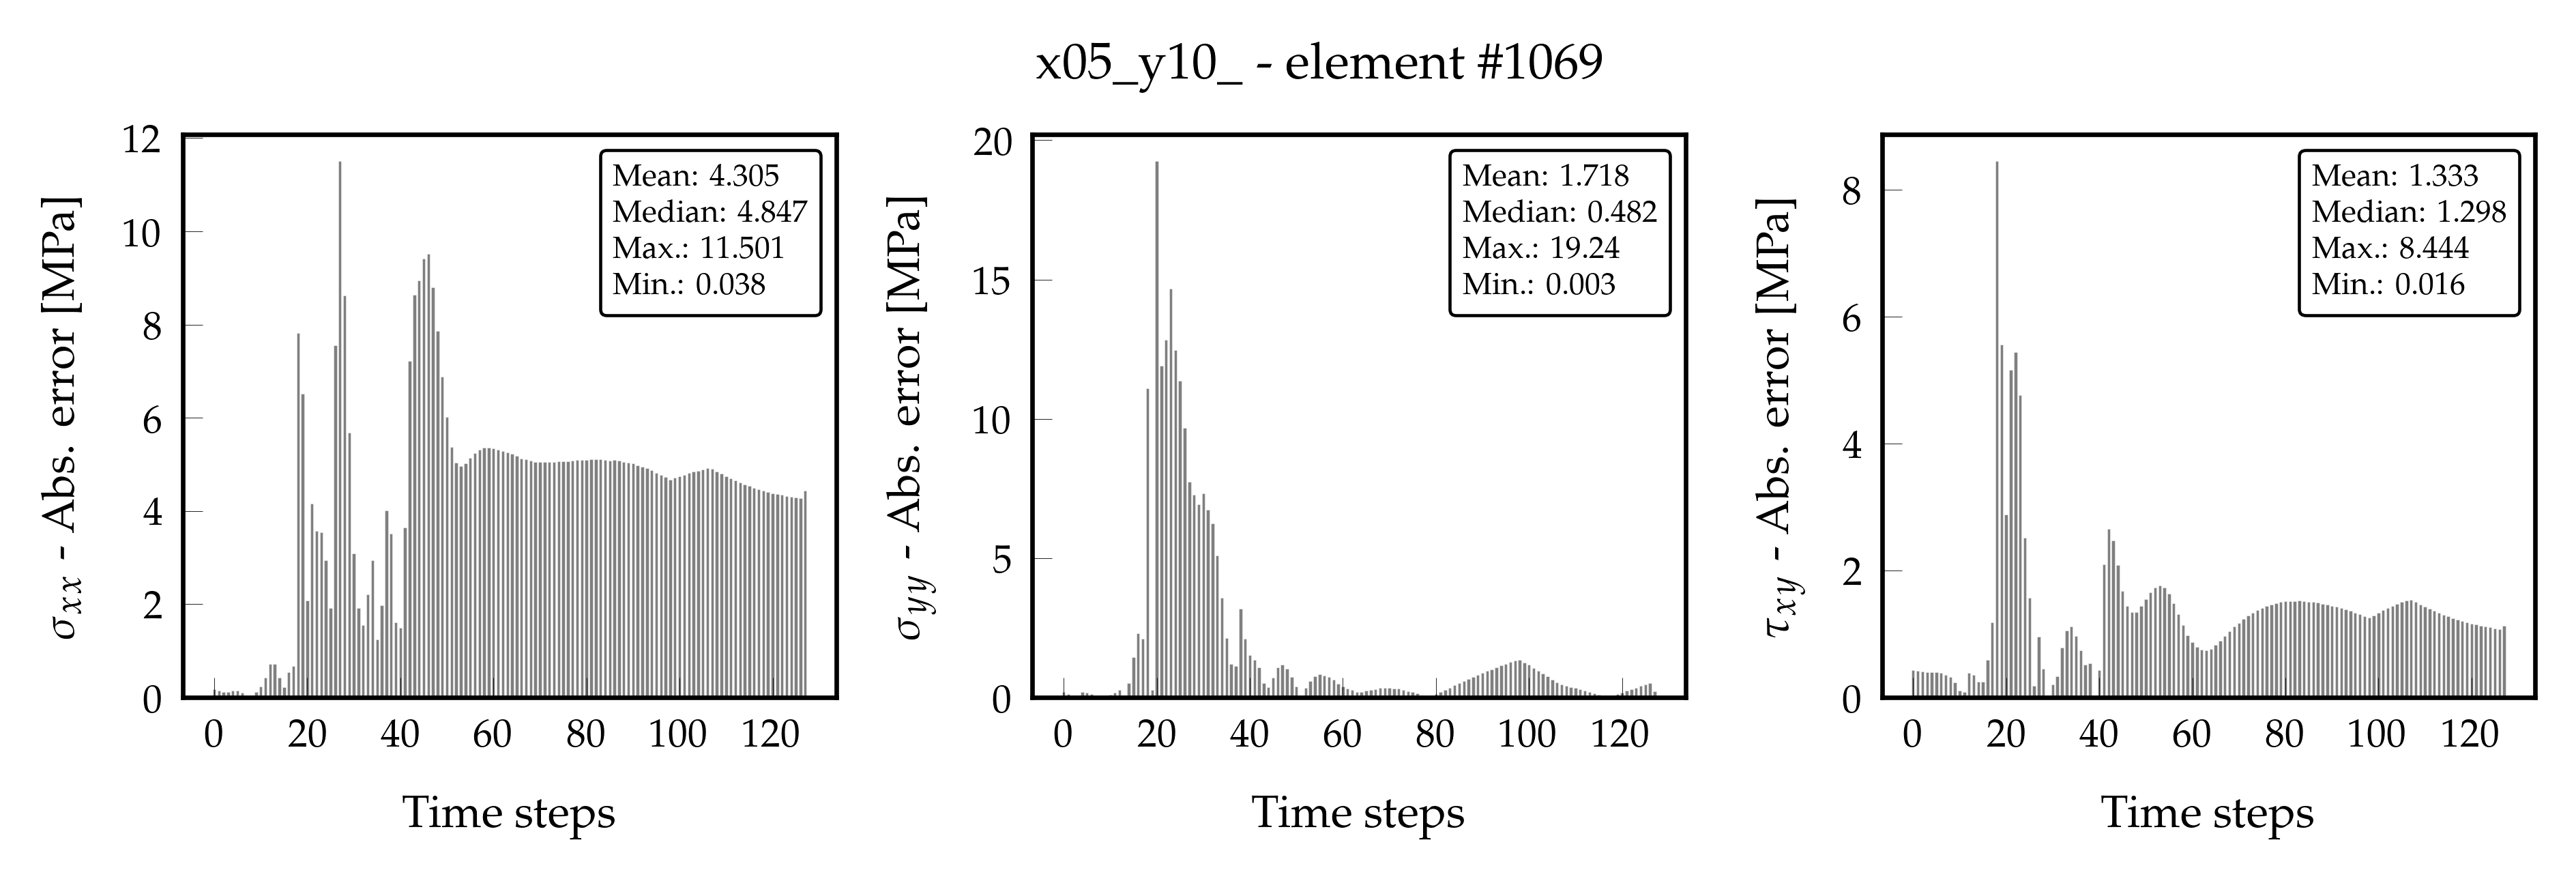 x05_y10_ - element #1069
σxx - Abs. error [MPa]
12
10
8
6
4
2
0
0 20 40 60 80 100 120
Time steps
Mean: 4.305
Median: 4.847
Max.: 11.501
Min.: 0.038
σyy - Abs. error [MPa]
20
15
10
5
0
0 20 40 60 80 100 120
Time steps
Mean: 1.718
Median: 0.482
Max.: 19.24
Min.: 0.003
τxy - Abs. error [MPa]
8
6
4
2
0
0 20 40 60 80 100 120
Time steps
Mean: 1.333
Median: 1.298
Max.: 8.444
Min.: 0.016